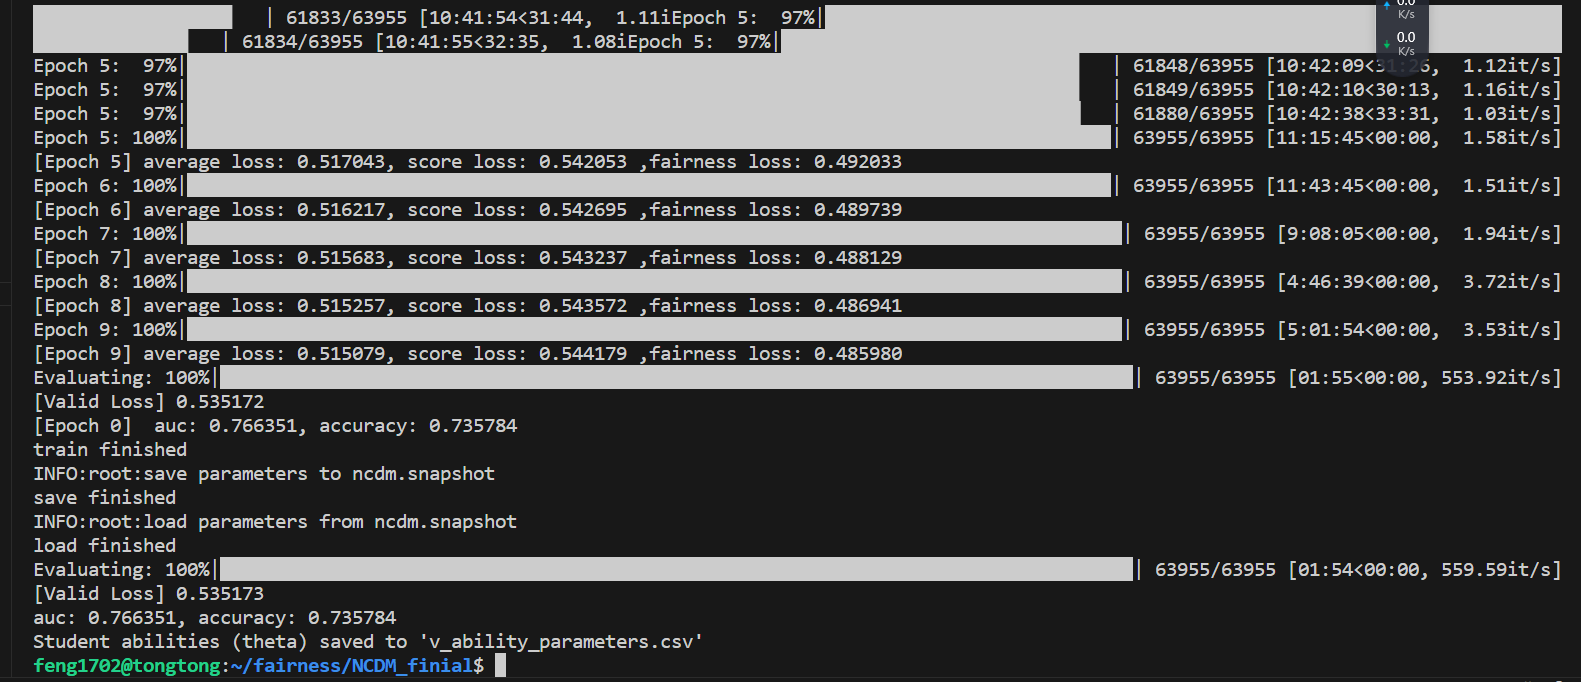 | 61833/63955 [10:41:54<31:44, 1.11iEpoch 5: 97%|
| 61834/63955 [10:41:55<32:35, 1.08iEpoch 5: 97%|
0.0
K/s
0.0
K/s
Epoch 5: 97%| | 61848/63955 [10:42:09<31:26, 1.12it/s]
Epoch 5: 97%| | 61849/63955 [10:42:10<30:13, 1.16it/s]
Epoch 5: 97%| | 61880/63955 [10:42:38<33:31, 1.03it/s]
Epoch 5: 100%| | 63955/63955 [11:15:45<00:00, 1.58it/s]
[Epoch 5] average loss: 0.517043, score loss: 0.542053 ,fairness loss: 0.492033
Epoch 6: 100%| | 63955/63955 [11:43:45<00:00, 1.51it/s]
[Epoch 6] average loss: 0.516217, score loss: 0.542695 ,fairness loss: 0.489739
Epoch 7: 100%| | 63955/63955 [9:08:05<00:00, 1.94it/s]
[Epoch 7] average loss: 0.515683, score loss: 0.543237 ,fairness loss: 0.488129
Epoch 8: 100%| | 63955/63955 [4:46:39<00:00, 3.72it/s]
[Epoch 8] average loss: 0.515257, score loss: 0.543572 ,fairness loss: 0.486941
Epoch 9: 100%| | 63955/63955 [5:01:54<00:00, 3.53it/s]
[Epoch 9] average loss: 0.515079, score loss: 0.544179 ,fairness loss: 0.485980
Evaluating: 100%| | 63955/63955 [01:55<00:00, 553.92it/s]
[Valid Loss] 0.535172
[Epoch 0] auc: 0.766351, accuracy: 0.735784
train finished
INFO:root:save parameters to ncdm.snapshot
save finished
INFO:root:load parameters from ncdm.snapshot
load finished
Evaluating: 100%| | 63955/63955 [01:54<00:00, 559.59it/s]
[Valid Loss] 0.535173
auc: 0.766351, accuracy: 0.735784
Student abilities (theta) saved to 'v_ability_parameters.csv'
feng1702@tongtong:~/fairness/NCDM_finial$